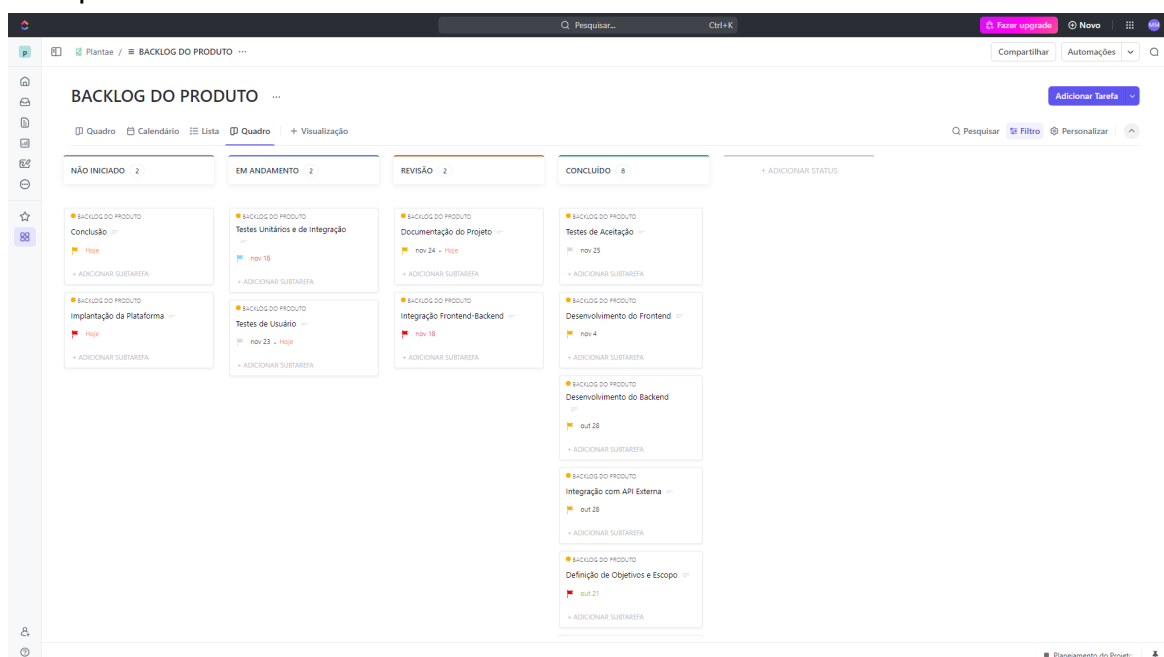 Pesquisar... Ctrl+K
Fazer upgrade
Novo
MM
P
Plantae / BACKLOG DO PRODUTO ...
Compartilhar
Automações
BACKLOG DO PRODUTO ...
Adicionar Tarefa
Quadro
Calendário
Lista
Quadro
+ Visualização
Pesquisar
Filtro
Personalizar
NÃO INICIADO 2
BACKLOG DO PRODUTO
Conclusão
Hoje
+ ADICIONAR SUBTAREFA
BACKLOG DO PRODUTO
Implantação da Plataforma
Hoje
+ ADICIONAR SUBTAREFA
EM ANDAMENTO 2
BACKLOG DO PRODUTO
Testes Unitários e de Integração
nov 18
+ ADICIONAR SUBTAREFA
BACKLOG DO PRODUTO
Testes de Usuário
nov 23 - Hoje
+ ADICIONAR SUBTAREFA
REVISÃO 2
BACKLOG DO PRODUTO
Documentação do Projeto
nov 24 - Hoje
+ ADICIONAR SUBTAREFA
BACKLOG DO PRODUTO
Integração Frontend-Backend
nov 18
+ ADICIONAR SUBTAREFA
CONCLUÍDO 8
BACKLOG DO PRODUTO
Testes de Aceitação
nov 25
+ ADICIONAR SUBTAREFA
BACKLOG DO PRODUTO
Desenvolvimento do Frontend
nov 4
+ ADICIONAR SUBTAREFA
BACKLOG DO PRODUTO
Desenvolvimento do Backend
out 28
+ ADICIONAR SUBTAREFA
BACKLOG DO PRODUTO
Integração com API Externa
out 28
+ ADICIONAR SUBTAREFA
BACKLOG DO PRODUTO
Definição de Objetivos e Escopo
out 21
+ ADICIONAR SUBTAREFA
+ ADICIONAR STATUS
Planejamento do Projet